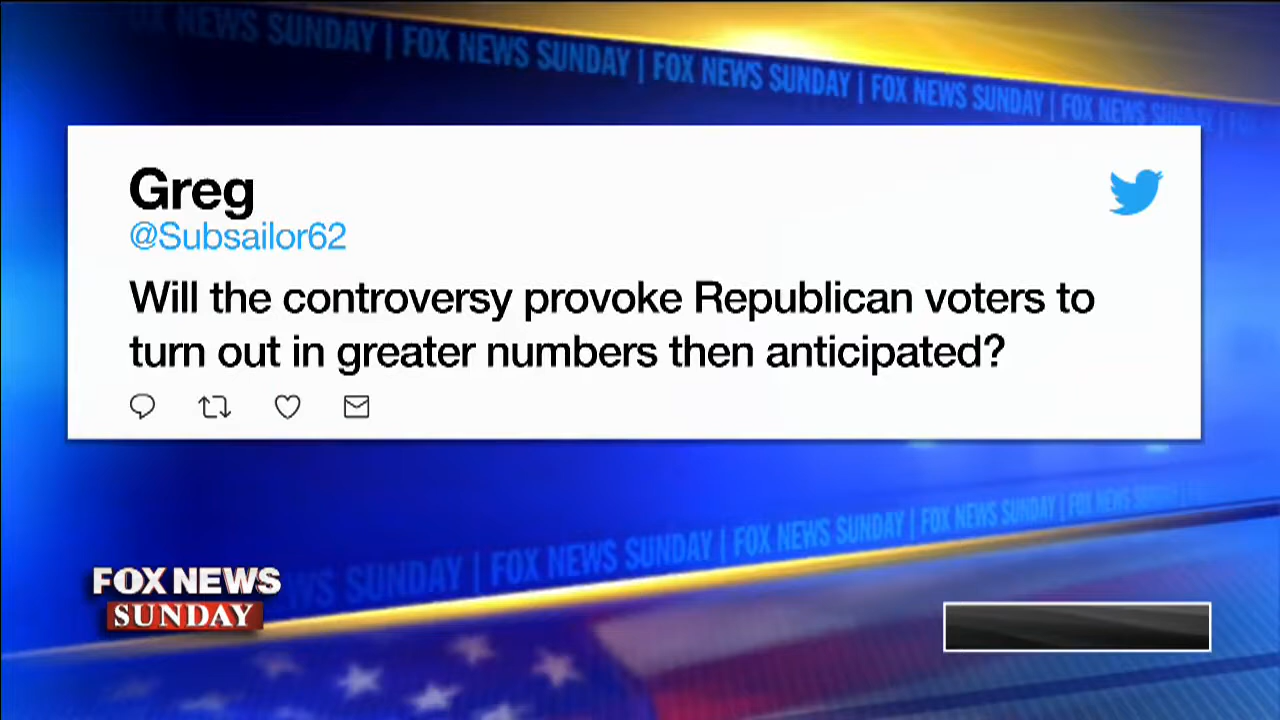 NEWS SUNDAY | FOX NEWS SUNDAY | FOX NEWS SUNDAY | FOX NEWS SUNDAY | FOX NEWS
Greg
@Subsailor62
Will the controversy provoke Republican voters to
turn out in greater numbers then anticipated?
SUNDAY | FOX NEWS SUNDAY | FOX NEWS SUNDAY | FOX NEWS SUNDAY | FOX NEWS
FOX NEWS
SUNDAY